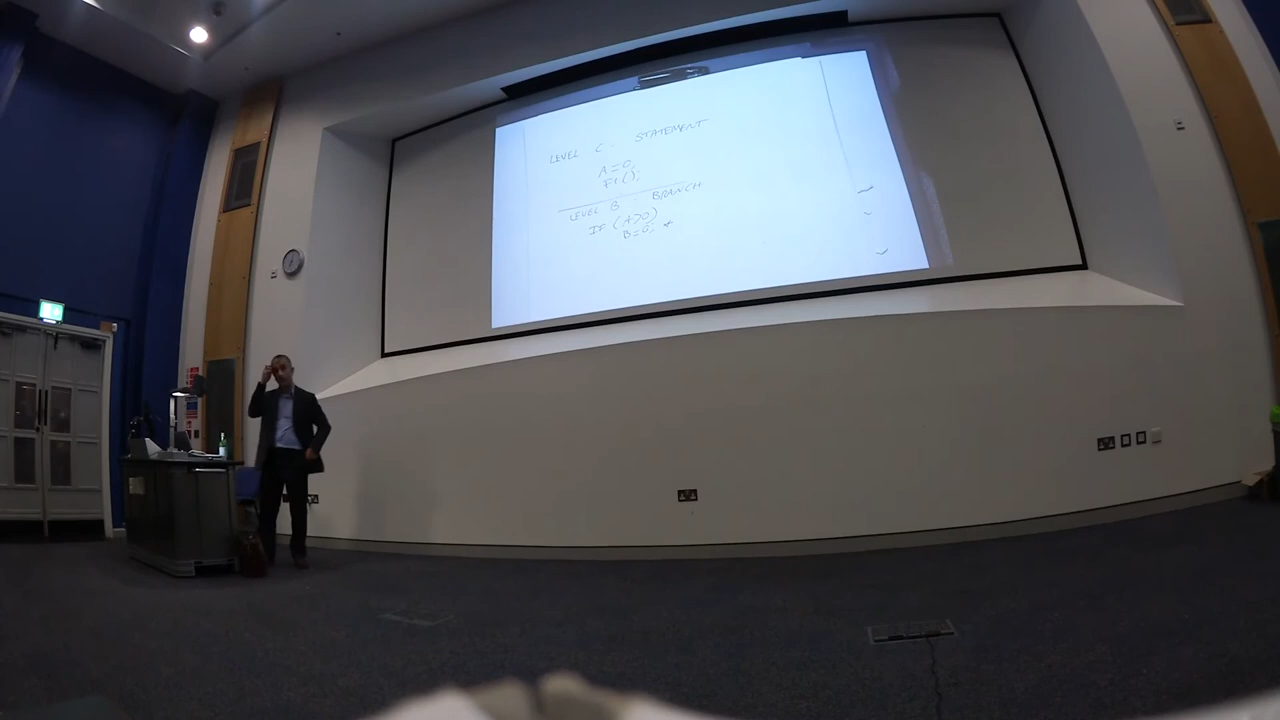 LEVEL C. STATEMENT
A=0;
F1();
LEVEL B. BRANCH
IF (A>0)
B=0; *